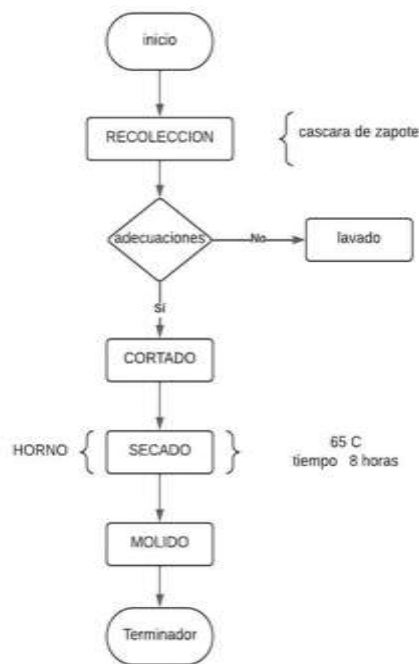 inicio
RECOLECCION
cascara de zapote
adecuaciones
No
lavado
Sí
CORTADO
HORNO
SECADO
65 C
tiempo 8 horas
MOLIDO
Terminador